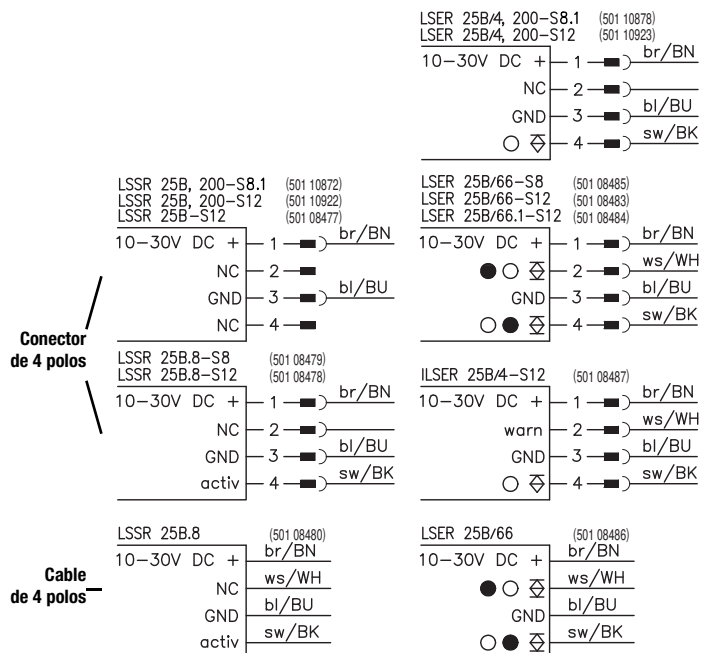 LSER 25B/4, 200-S8.1 (501 10878)
LSER 25B/4, 200-S12 (501 10923)
10-30V DC + 1 br/BN
NC 2
GND 3 bl/BU
4 sw/BK
LSSR 25B, 200-S8.1 (501 10872)
LSSR 25B, 200-S12 (501 10922)
LSSR 25B-S12 (501 08477)
10-30V DC + 1 br/BN
NC 2
GND 3 bl/BU
NC 4
LSER 25B/66-S8 (501 08485)
LSER 25B/66-S12 (501 08483)
LSER 25B/66.1-S12 (501 08484)
10-30V DC + 1 br/BN
2 ws/WH
GND 3 bl/BU
4 sw/BK
Conector
de 4 polos
LSSR 25B.8-S8 (501 08479)
LSSR 25B.8-S12 (501 08478)
10-30V DC + 1 br/BN
NC 2
GND 3 bl/BU
activ 4 sw/BK
ILSER 25B/4-S12 (501 08487)
10-30V DC + 1 br/BN
warn 2 ws/WH
GND 3 bl/BU
4 sw/BK
Cable
de 4 polos
LSSR 25B.8 (501 08480)
10-30V DC + br/BN
NC ws/WH
GND bl/BU
activ sw/BK
LSER 25B/66 (501 08486)
10-30V DC + br/BN
ws/WH
GND bl/BU
sw/BK